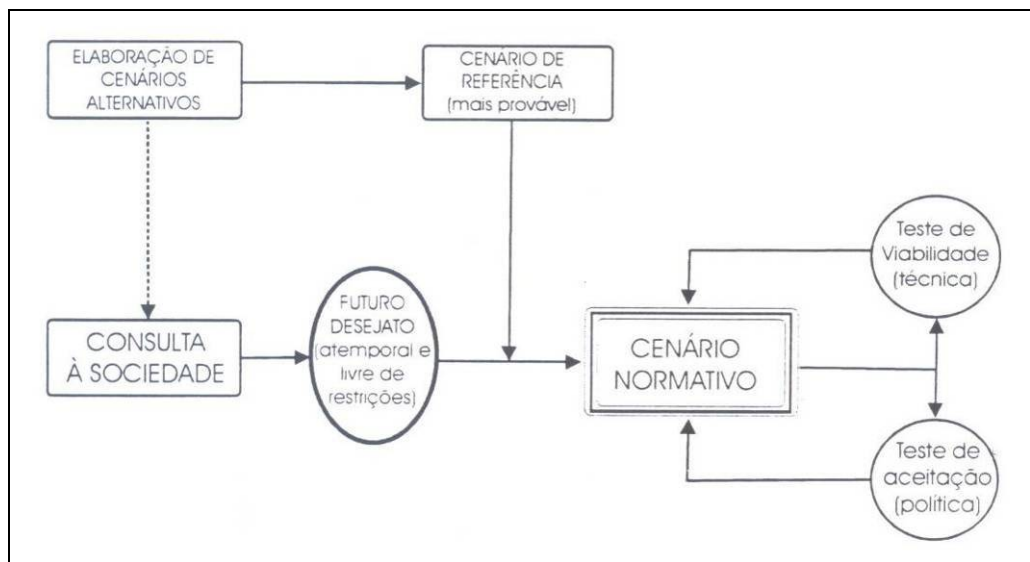 ELABORAÇÃO DE
CENÁRIOS
ALTERNATIVOS
CENÁRIO DE
REFERÊNCIA
(mais provável)
CONSULTA
À SOCIEDADE
FUTURO
DESEJATO
(atemporal e
livre de
restrições)
CENÁRIO
NORMATIVO
Teste de
Viabilidade
(técnica)
Teste de
aceitação
(política)